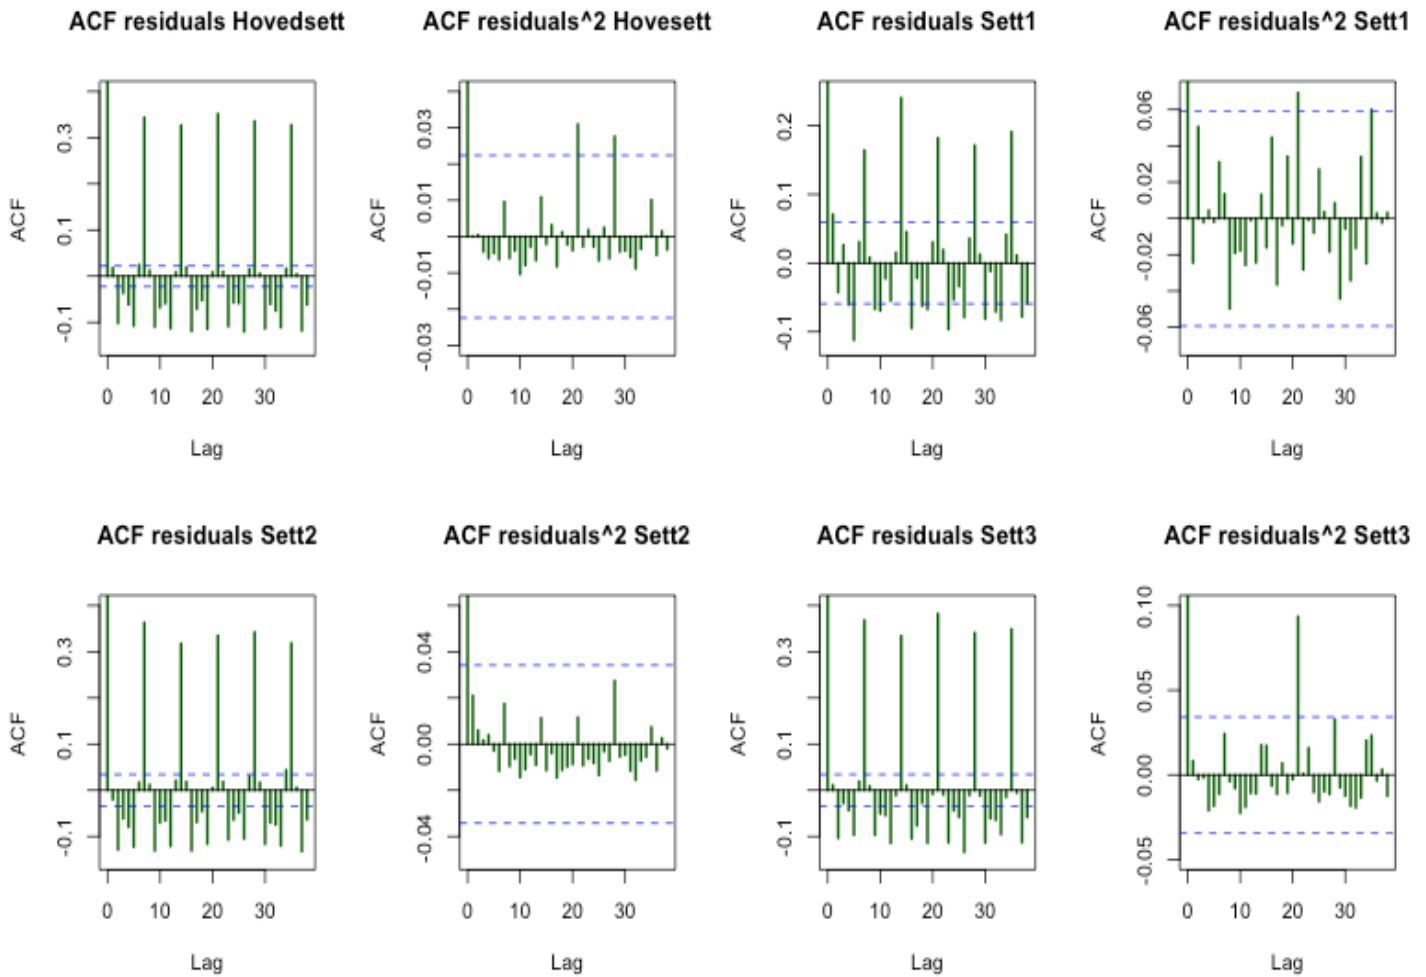 ACF residuals Hovedsett
ACF
0.3
0.1
-0.1
0 10 20 30
Lag
ACF residuals^2 Hovesett
ACF
0.03
0.01
-0.01
-0.03
0 10 20 30
Lag
ACF residuals Sett1
ACF
0.2
0.1
0.0
-0.1
0 10 20 30
Lag
ACF residuals^2 Sett1
ACF
0.06
0.02
-0.02
-0.06
0 10 20 30
Lag
ACF residuals Sett2
ACF
0.3
0.1
-0.1
0 10 20 30
Lag
ACF residuals^2 Sett2
ACF
0.04
0.00
-0.04
0 10 20 30
Lag
ACF residuals Sett3
ACF
0.3
0.1
-0.1
0 10 20 30
Lag
ACF residuals^2 Sett3
ACF
0.10
0.05
0.00
-0.05
0 10 20 30
Lag